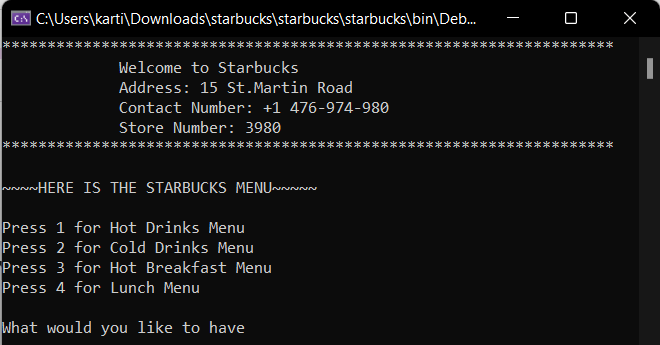 C:\Users\karti\Downloads\starbucks\starbucks\starbucks\bin\Deb...
********************************************************************
Welcome to Starbucks
Address: 15 St.Martin Road
Contact Number: +1 476-974-980
Store Number: 3980
********************************************************************
~~~~HERE IS THE STARBUCKS MENU~~~~~
Press 1 for Hot Drinks Menu
Press 2 for Cold Drinks Menu
Press 3 for Hot Breakfast Menu
Press 4 for Lunch Menu
What would you like to have